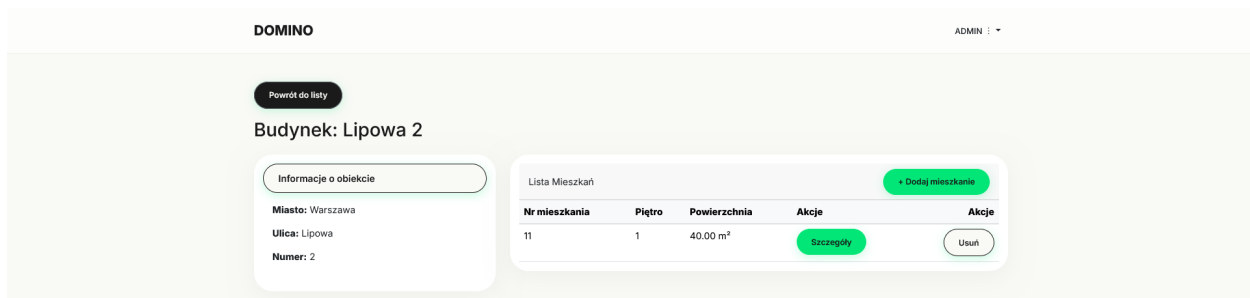 DOMINO
ADMIN ⋮
Powrót do listy
Budynek: Lipowa 2
Informacje o obiekcie
Miasto: Warszawa
Ulica: Lipowa
Numer: 2
Lista Mieszkań
+ Dodaj mieszkanie
Nr mieszkania Piętro Powierzchnia Akcje Akcje
11 1 40.00 m² Szczegóły Usuń